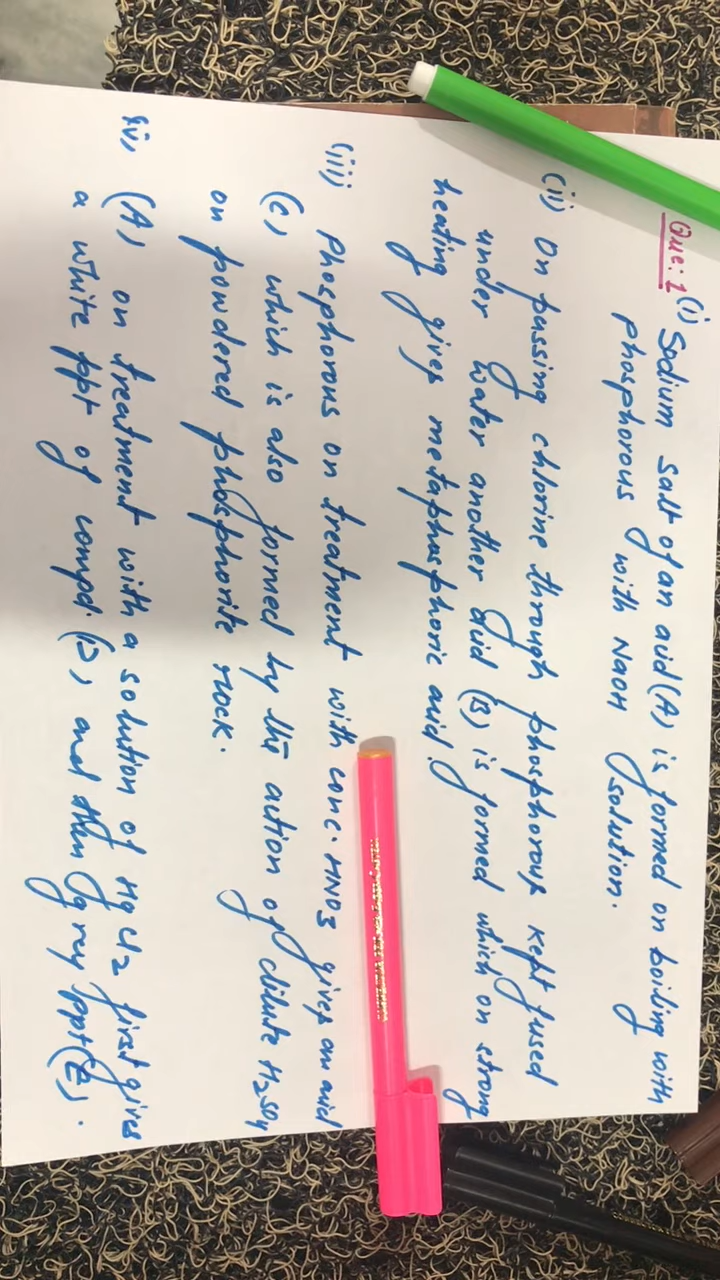 Que: 1 (i) Sodium salt of an acid (A) is formed on boiling with
phosphorous with NaOH solution.
(ii) On passing chlorine through phosphorous kept fused
under water another acid (B) is formed which on strong
heating gives metaphosphoric acid.
(iii) Phosphorous on treatment with conc. HNO3 gives an acid
(C) which is also formed by the action of dilute H2SO4
on powdered phosphorite rock.
(iv) (A) on treatment with a solution of HgCl2 first gives
a white ppt of compd. (D) and then gray ppt (E).